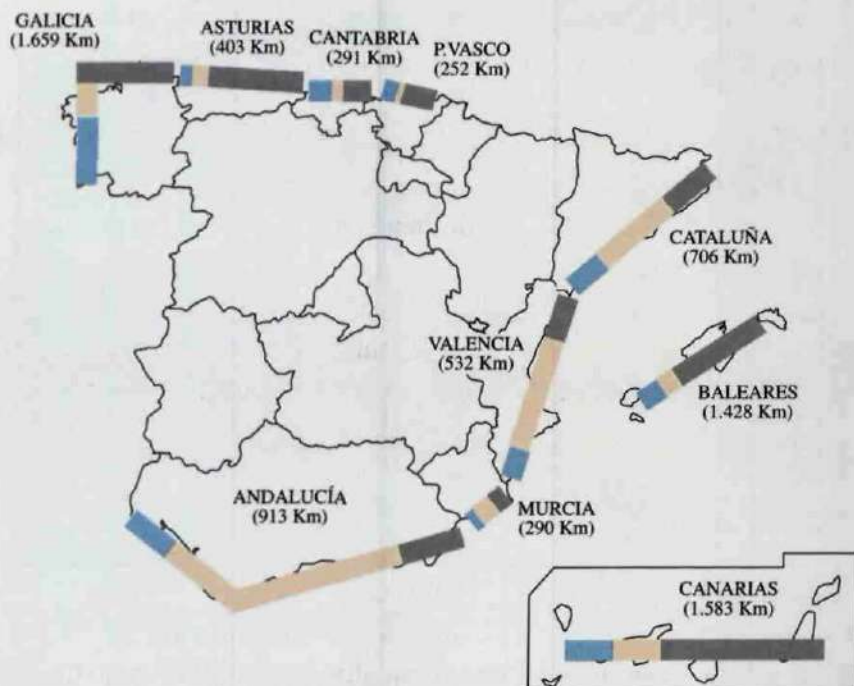 GALICIA
(1.659 Km)
ASTURIAS
(403 Km)
CANTABRIA
(291 Km)
P.VASCO
(252 Km)
CATALUÑA
(706 Km)
VALENCIA
(532 Km)
BALEARES
(1.428 Km)
ANDALUCÍA
(913 Km)
MURCIA
(290 Km)
CANARIAS
(1.583 Km)